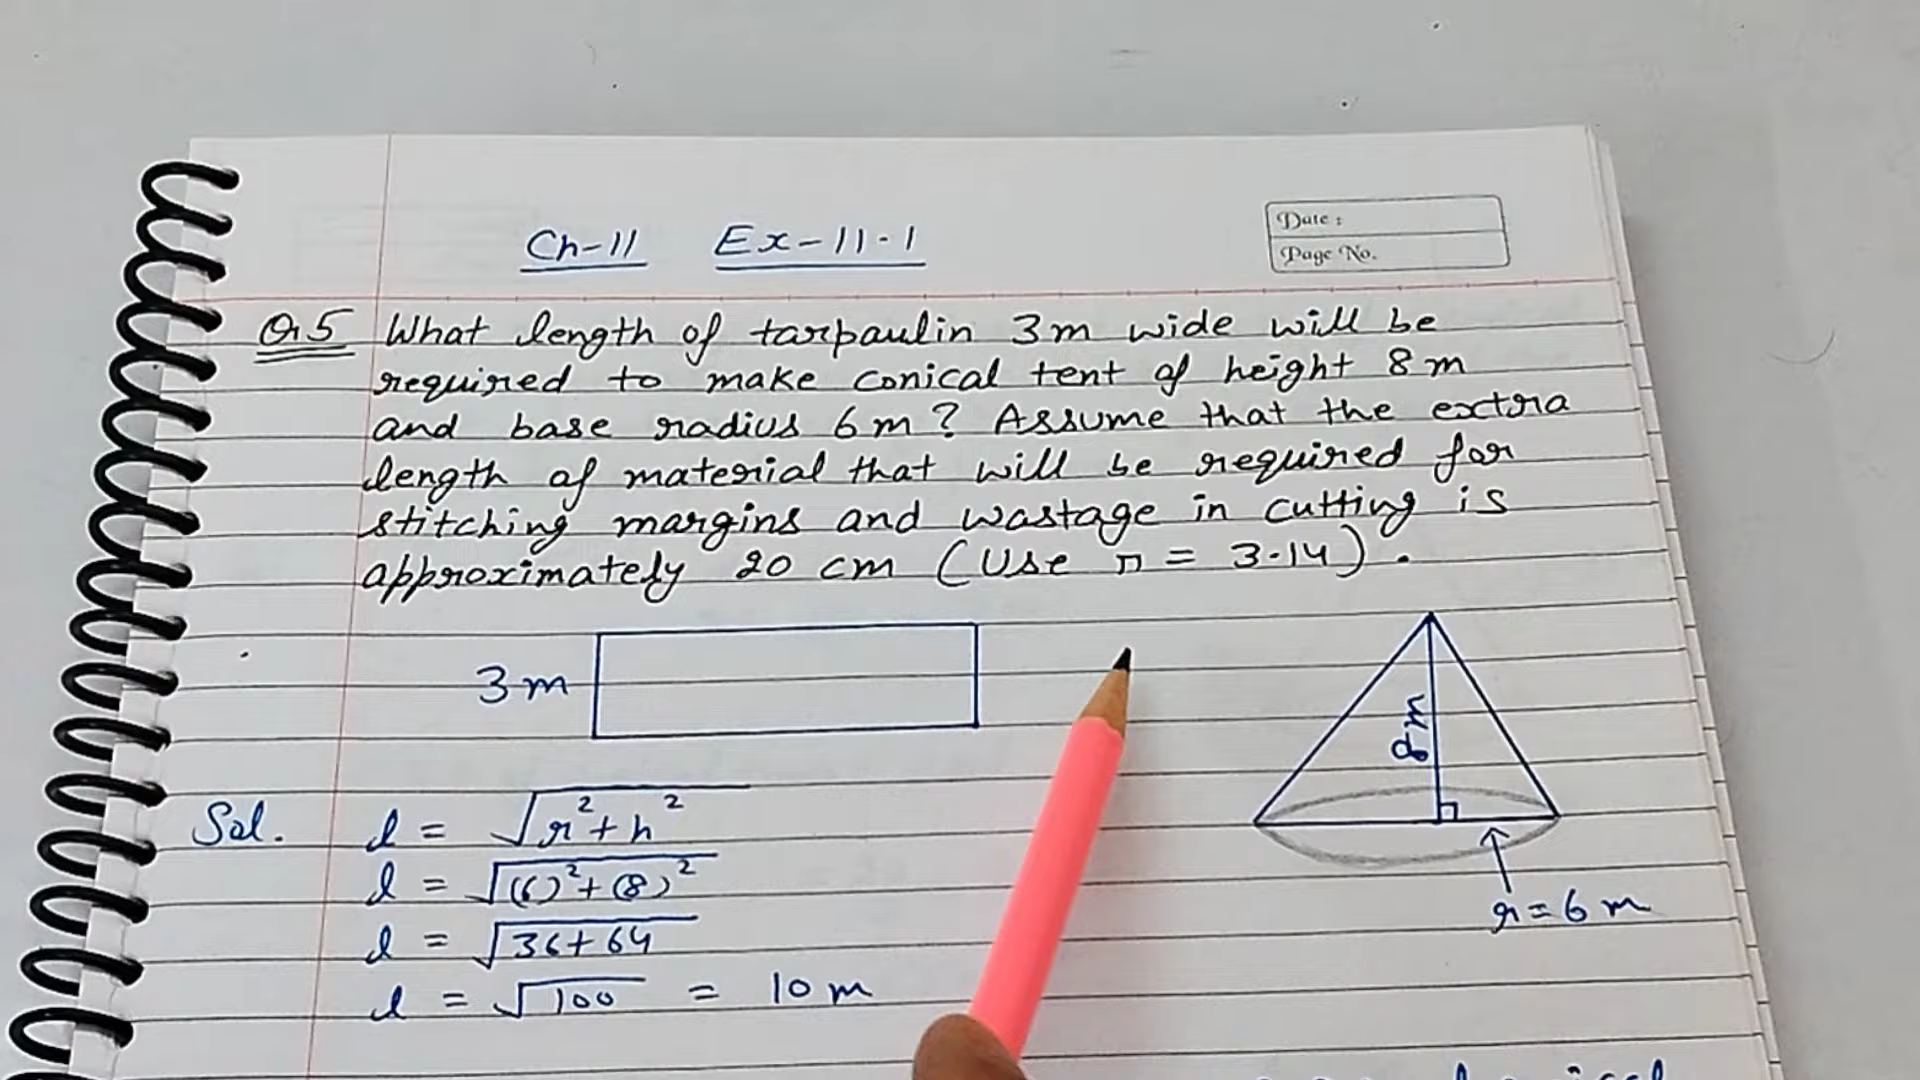 Ch-11 Ex-11.1
Date :
Page No.
Q.5 What length of tarpaulin 3m wide will be
required to make conical tent of height 8m
and base radius 6m? Assume that the extra
length of material that will be required for
stitching margins and wastage in cutting is
approximately 20 cm (Use π = 3.14).
3m
8m
r=6m
Sol. l = √r²+h²
l = √(6)²+(8)²
l = √36+64
l = √100 = 10m